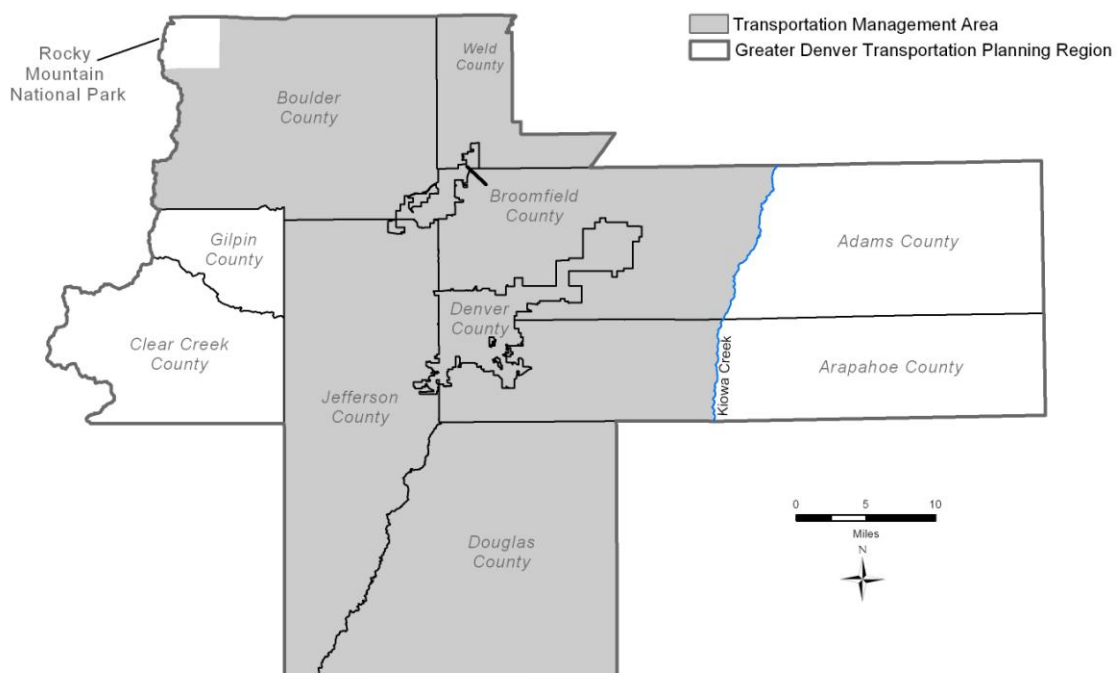 Transportation Management Area
Greater Denver Transportation Planning Region
Rocky
Mountain
National Park
Weld
County
Boulder
County
Broomfield
County
Gilpin
County
Adams County
Denver
County
Clear Creek
County
Kiowa Creek
Arapahoe County
Jefferson
County
0 5 10
Miles
N
Douglas
County